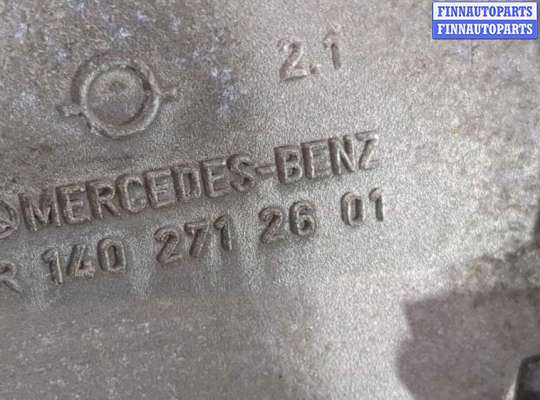 FINNAUTOPARTS
FINNAUTOPARTS
2.1
MERCEDES-BENZ
R 140 271 26 01